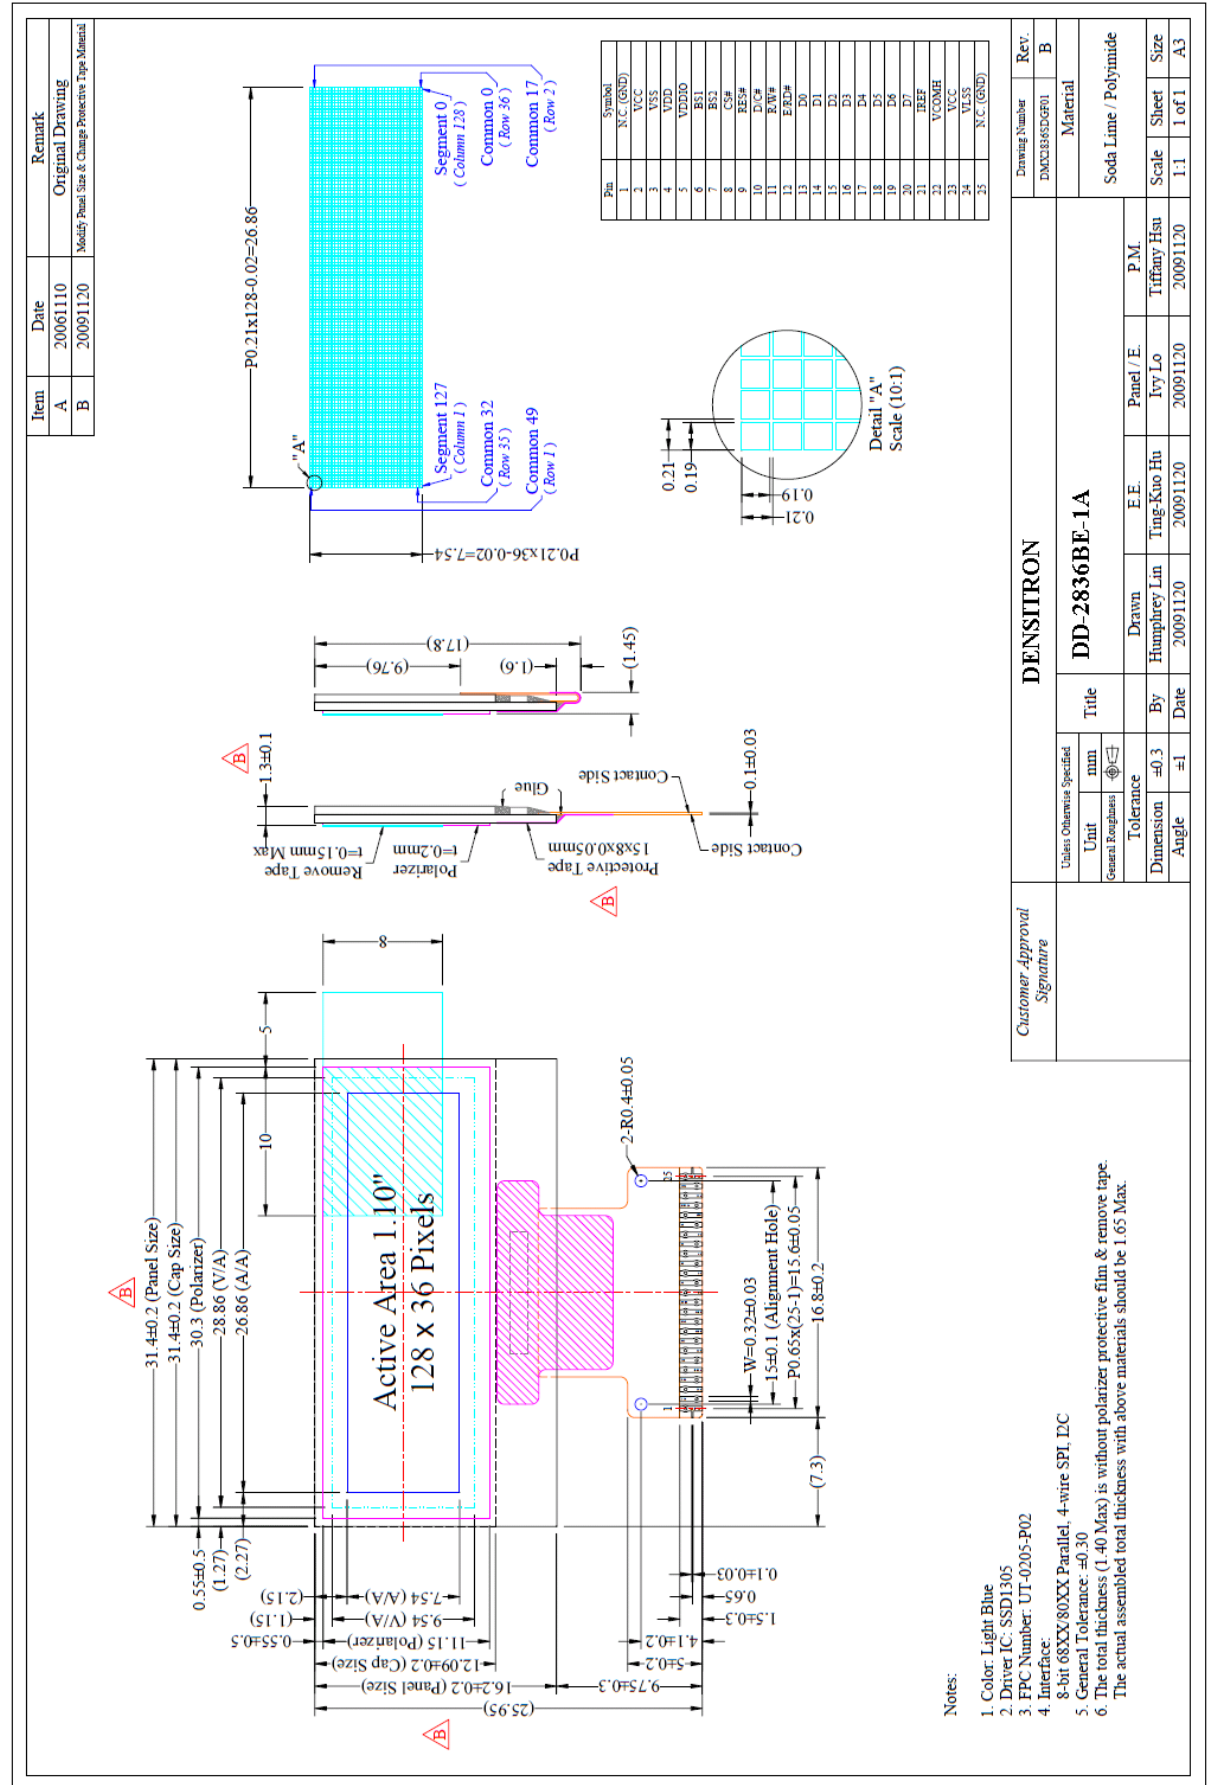 Item Date Remark
A 20061110 Original Drawing
B 20091120 Modify Panel Size & Change Protective Tape Material
31.4±0.2 (Panel Size)
31.4±0.2 (Cap Size)
30.3 (Polarizer)
28.86 (V/A)
26.86 (A/A)
0.55±0.5
(1.27)
(2.27)
10
5
8
B
Active Area 1.10"
128 x 36 Pixels
(2.15)
7.54 (A/A)
(1.15)
9.54 (V/A)
0.55±0.5
11.15 (Polarizer)
12.09±0.2 (Cap Size)
16.2±0.2 (Panel Size)
(25.95)
B
9.75±0.3
5±0.2
4.1±0.2
1.5±0.3
0.65
0.1±0.03
1
25
2-R0.4±0.05
W=0.32±0.03
15±0.1 (Alignment Hole)
P0.65x(25-1)=15.6±0.05
16.8±0.2
(7.3)
B
1.3±0.1
Remove Tape
t=0.15mm Max
Polarizer
t=0.2mm
Protective Tape
15x8x0.05mm
B
Glue
Contact Side
Contact Side
0.1±0.03
(17.8)
(9.76)
(1.6)
(1.45)
P0.21x128-0.02=26.86
"A"
P0.21x36-0.02=7.54
Segment 127
( Column 1 )
Common 32
( Row 35 )
Common 49
( Row 1 )
Segment 0
( Column 128 )
Common 0
( Row 36 )
Common 17
( Row 2 )
0.21
0.19
0.19
0.21
Detail "A"
Scale (10:1)
Pin Symbol
1 N.C. (GND)
2 VCC
3 VSS
4 VDD
5 VDDIO
6 BS1
7 BS2
8 CS#
9 RES#
10 D/C#
11 R/W#
12 E/RD#
13 D0
14 D1
15 D2
16 D3
17 D4
18 D5
19 D6
20 D7
21 IREF
22 VCOMH
23 VCC
24 VLSS
25 N.C. (GND)
Notes:
1. Color: Light Blue
2. Driver IC: SSD1305
3. FPC Number: UT-0205-P02
4. Interface:
8-bit 68XX/80XX Parallel, 4-wire SPI, I2C
5. General Tolerance: ±0.30
6. The total thickness (1.40 Max) is without polarizer protective film & remove tape.
The actual assembled total thickness with above materials should be 1.65 Max.
Customer Approval
Signature
DENSITRON
Drawing Number Rev.
DMX2836SDGF01 B
Unless Otherwise Specified
Unit mm
General Roughness
Tolerance
Dimension ±0.3
Angle ±1
Title DD-2836BE-1A
Material
Soda Lime / Polyimide
Drawn E.E. Panel / E. P.M.
By Humphrey Lin Ting-Kuo Hu Ivy Lo Tiffany Hsu
Date 20091120 20091120 20091120 20091120
Scale Sheet Size
1:1 1 of 1 A3